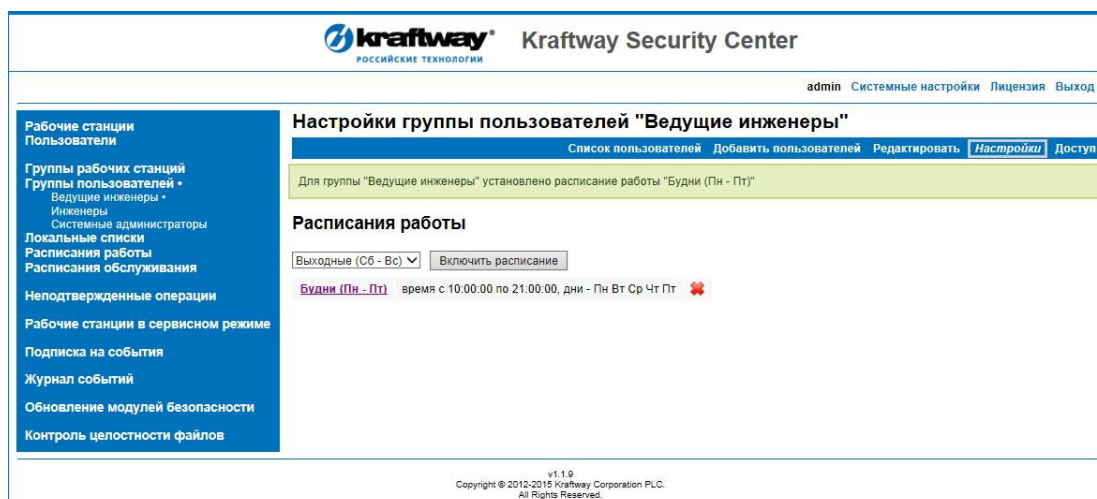 kraftway®
РОССИЙСКИЕ ТЕХНОЛОГИИ
Kraftway Security Center
admin Системные настройки Лицензия Выход
Рабочие станции
Пользователи
Группы рабочих станций
Группы пользователей •
Ведущие инженеры •
Инженеры
Системные администраторы
Локальные списки
Расписания работы
Расписания обслуживания
Неподтвержденные операции
Рабочие станции в сервисном режиме
Подписка на события
Журнал событий
Обновление модулей безопасности
Контроль целостности файлов
Настройки группы пользователей "Ведущие инженеры"
Список пользователей Добавить пользователей Редактировать Настройки Доступ
Для группы "Ведущие инженеры" установлено расписание работы "Будни (Пн - Пт)"
Расписания работы
Выходные (Сб - Вс) Включить расписание
Будни (Пн - Пт) время с 10:00:00 по 21:00:00, дни - Пн Вт Ср Чт Пт
v1.1.9
Copyright © 2012-2015 Kraftway Corporation PLC.
All Rights Reserved.